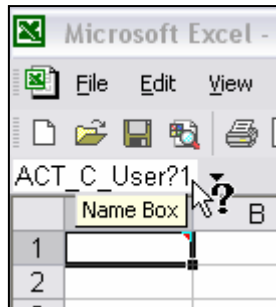 Microsoft Excel -
File Edit View
ACT_C_User?1
Name Box
B
1
2